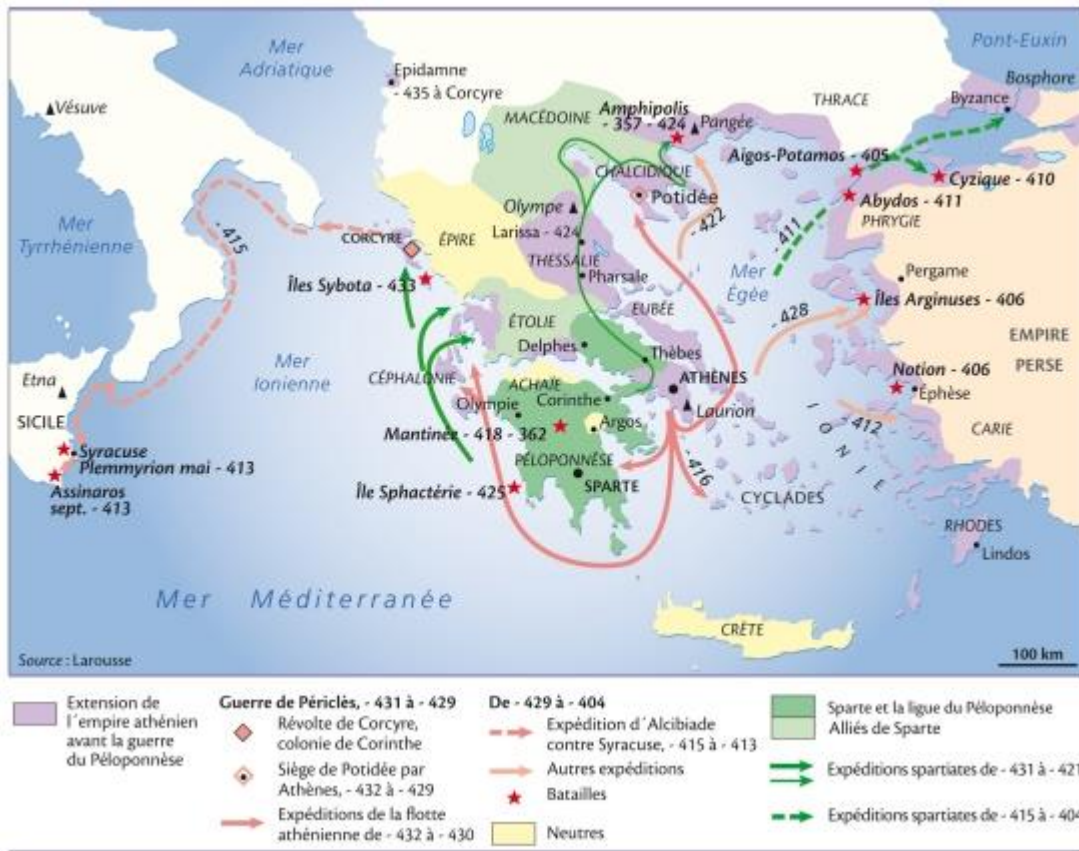 Mer
Adriatique
Pont-Euxin
Bosphore
Vésuve
Epidamne
- 435 à Corcyre
MACÉDOINE
Amphipolis
- 357 - 424
Pangée
THRACE
Byzance
Aigos-Potamos - 405
CHALCIDIQUE
Potidée
Cyzique - 410
Abydos - 411
PHRYGIE
Mer
Tyrrhénienne
- 415
CORCYRE
ÉPIRE
Olympe
Larissa - 424
THESSALIE
Pharsale
- 422
- 411
Mer
Égée
Pergame
Îles Sybota - 433
Îles Arginuses - 406
EUBÉE
- 428
EMPIRE
PERSE
ÉTOLIE
Delphes
Thèbes
Mer
Ionienne
CÉPHALONIE
ACHAÏE
ATHÈNES
Notion - 406
Éphèse
Etna
SICILE
Olympie
Corinthe
Laurion
Argos
Mantinée - 418 - 362
- 412
IONIE
CARIE
Syracuse
Plemmyrion mai - 413
PÉLOPONNÈSE
SPARTE
- 416
CYCLADES
Assinaros
sept. - 413
Île Sphactérie - 425
RHODES
Lindos
Mer Méditerranée
CRÈTE
Source : Larousse
100 km
Extension de
l'empire athénien
avant la guerre
du Péloponnèse
Guerre de Périclès, - 431 à - 429
Révolte de Corcyre,
colonie de Corinthe
Siège de Potidée par
Athènes, - 432 à - 429
Expéditions de la flotte
athénienne de - 432 à - 430
De - 429 à - 404
Expédition d'Alcibiade
contre Syracuse, - 415 à - 413
Autres expéditions
Batailles
Neutres
Sparte et la ligue du Péloponnèse
Alliés de Sparte
Expéditions spartiates de - 431 à - 421
Expéditions spartiates de - 415 à - 404